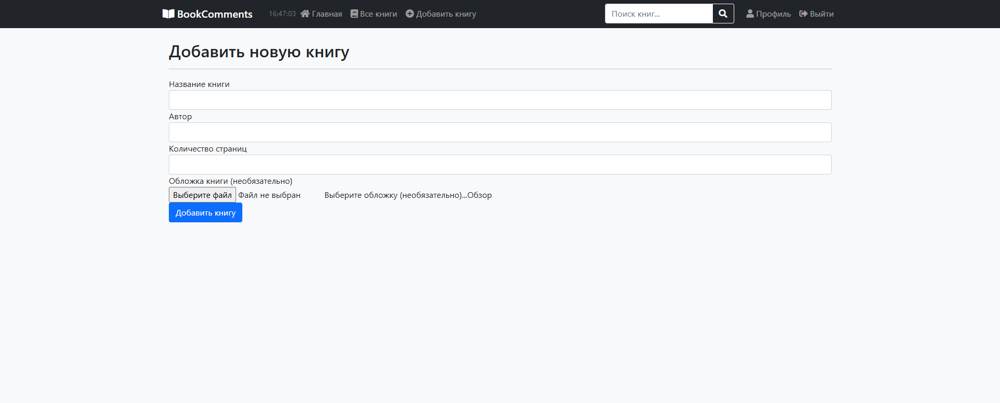 BookComments 16:47:03 Главная Все книги Добавить книгу Поиск книг... Профиль Выйти
Добавить новую книгу
Название книги
Автор
Количество страниц
Обложка книги (необязательно)
Выберите файл Файл не выбран Выберите обложку (необязательно)...Обзор
Добавить книгу